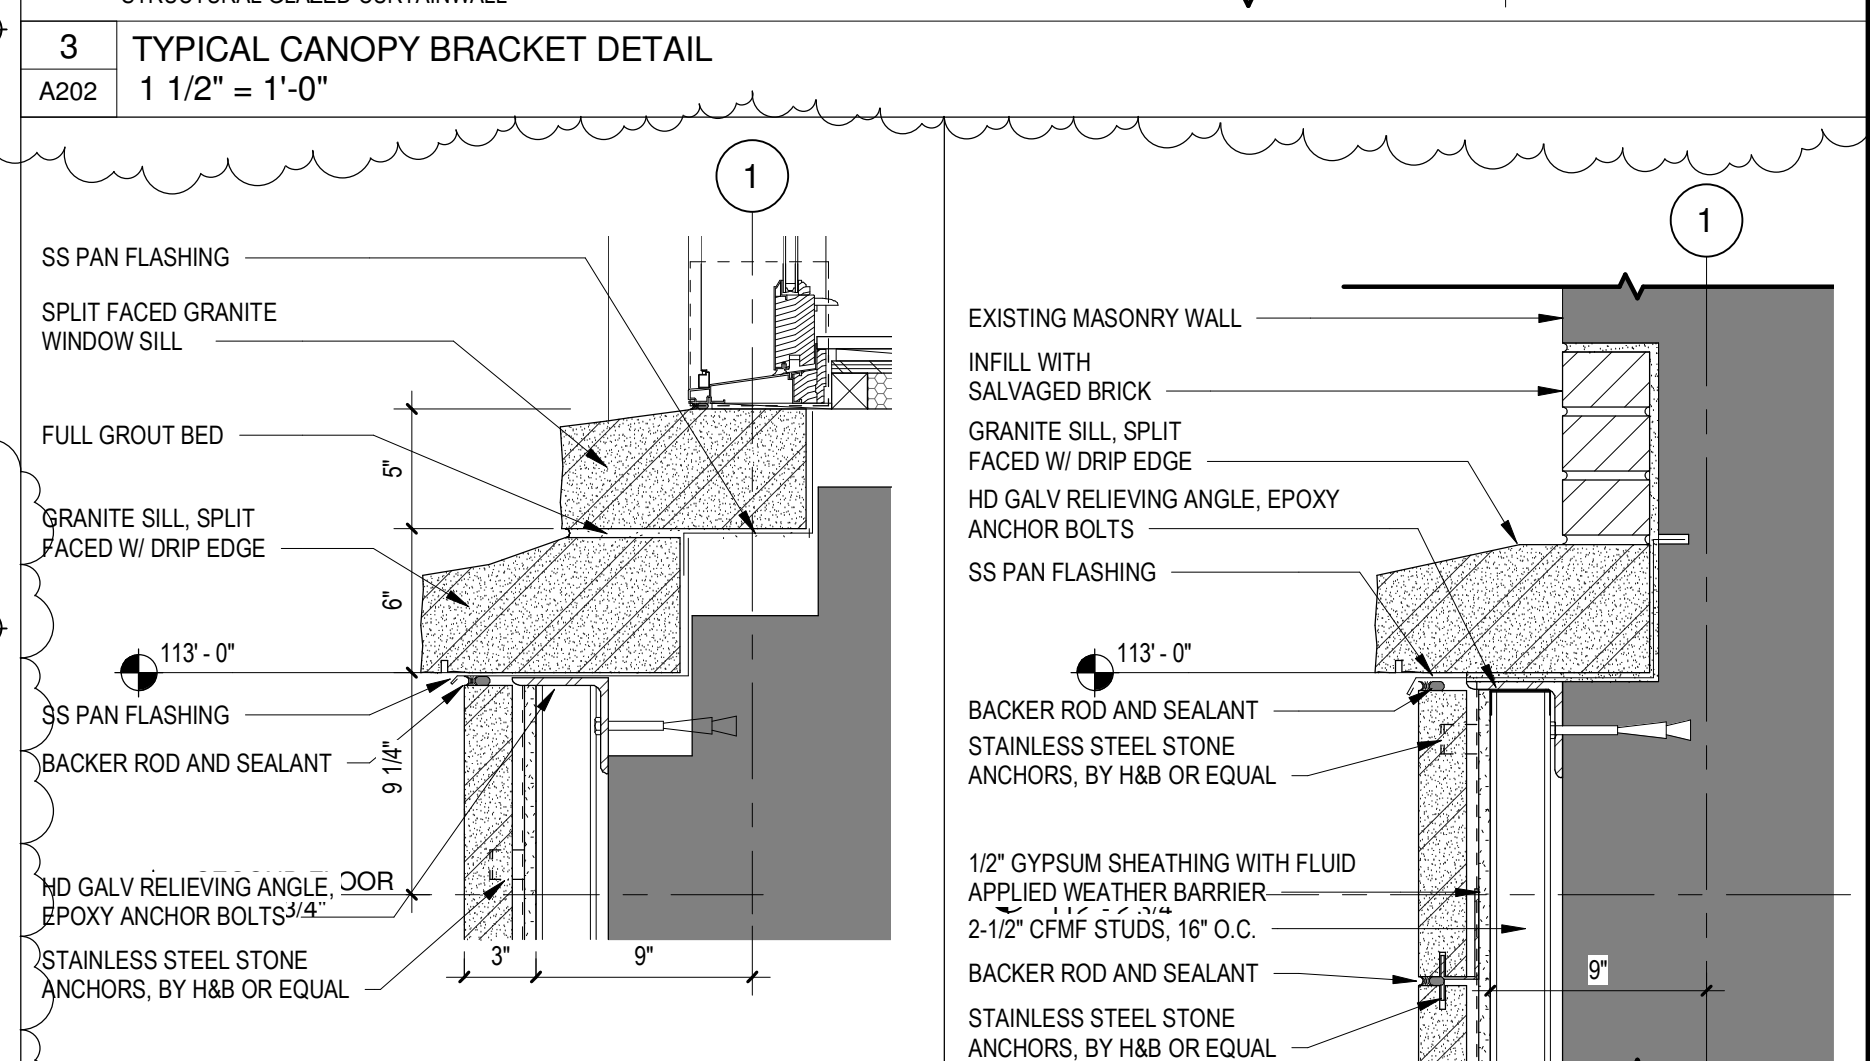 STRUCTURAL GLAZED CURTAINWALL
3
A202
TYPICAL CANOPY BRACKET DETAIL
1 1/2" = 1'-0"
1
SS PAN FLASHING
SPLIT FACED GRANITE
WINDOW SILL
FULL GROUT BED
5"
GRANITE SILL, SPLIT
FACED W/ DRIP EDGE
6"
113' - 0"
SS PAN FLASHING
BACKER ROD AND SEALANT
9 1/4"
HD GALV RELIEVING ANGLE,
OOR
EPOXY ANCHOR BOLTS
3/4"
STAINLESS STEEL STONE
ANCHORS, BY H&B OR EQUAL
3"
9"
1
EXISTING MASONRY WALL
INFILL WITH
SALVAGED BRICK
GRANITE SILL, SPLIT
FACED W/ DRIP EDGE
HD GALV RELIEVING ANGLE, EPOXY
ANCHOR BOLTS
SS PAN FLASHING
113' - 0"
BACKER ROD AND SEALANT
STAINLESS STEEL STONE
ANCHORS, BY H&B OR EQUAL
1/2" GYPSUM SHEATHING WITH FLUID
APPLIED WEATHER BARRIER
2-1/2" CFMF STUDS, 16" O.C.
BACKER ROD AND SEALANT
9"
STAINLESS STEEL STONE
ANCHORS, BY H&B OR EQUAL